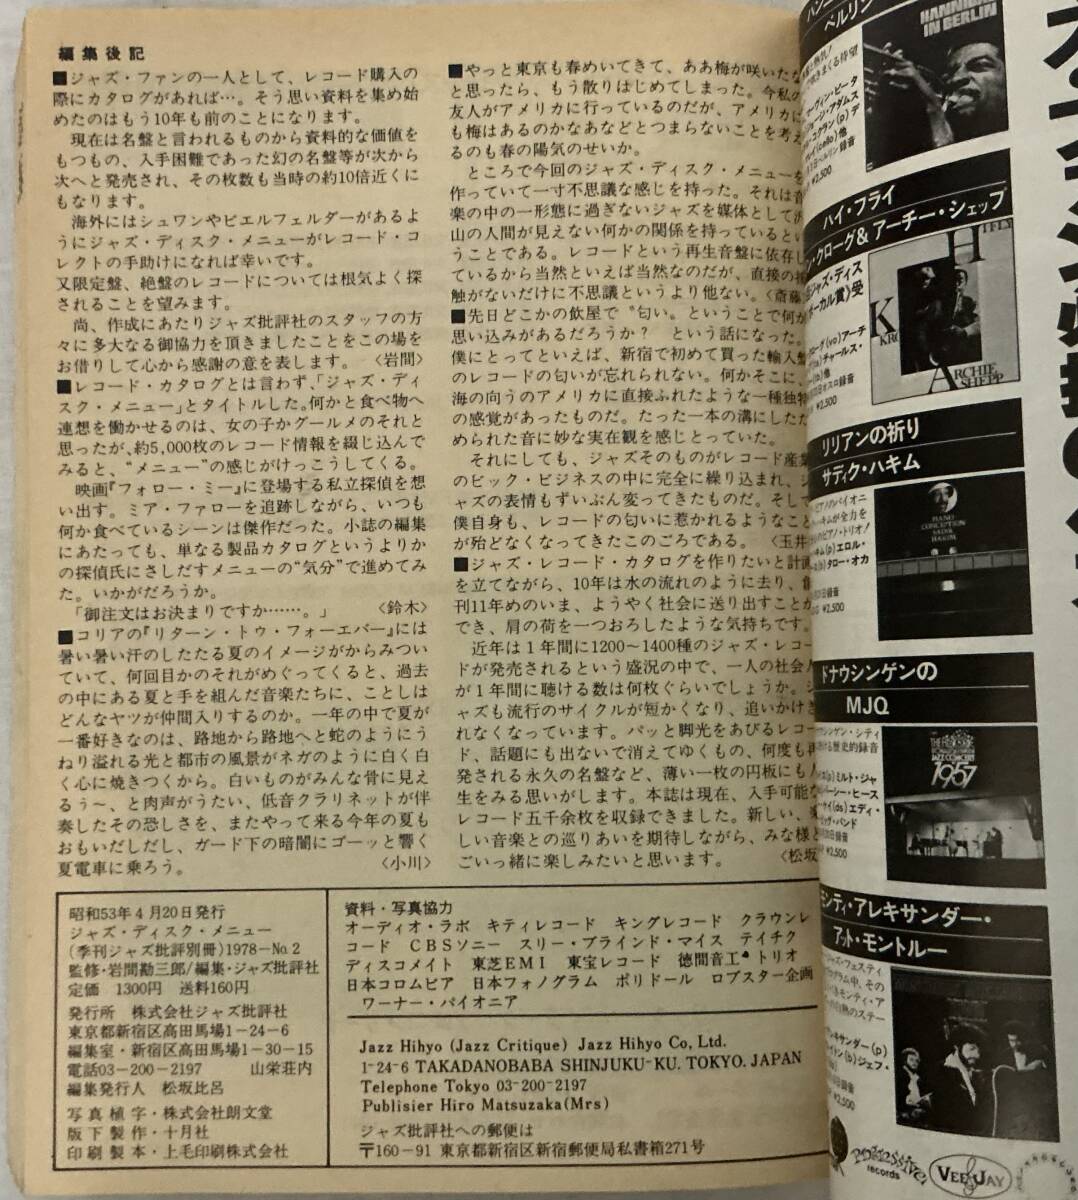 編集後記
■ジャズ・ファンの一人として、レコード購入の
際にカタログがあれば…。そう思い資料を集め始
めたのはもう10年も前のことになります。
現在は名盤と言われるものから資料的な価値を
もつもの、入手困難であった幻の名盤等が次から
次へと発売され、その枚数も当時の約10倍近くに
もなります。
海外にはシュワンやビエルフェルダーがあるよ
うにジャズ・ディスク・メニューがレコード・コ
レクトの手助けになれば幸いです。
又限定盤、絶盤のレコードについては根気よく探
されることを望みます。
尚、作成にあたりジャズ批評社のスタッフの方
々に多大なる御協力を頂きましたことをこの場を
お借りして心から感謝の意を表します。〈岩間〉
■レコード・カタログとは言わず、「ジャズ・ディ
スク・メニュー」とタイトルした。何かと食べ物へ
連想を働かせるのは、女の子かグールメのそれと
思ったが、約5,000枚のレコード情報を綴じ込んで
みると、“メニュー”の感じがけっこうしてくる。
映画『フォロー・ミー』に登場する私立探偵を想
い出す。ミア・ファローを追跡しながら、いつも
何か食べているシーンは傑作だった。小誌の編集
にあたっても、単なる製品カタログというよりか
の探偵氏にさしだすメニューの“気分”で進めてみ
た。いかがだろうか。
「御注文はお決まりですか……。」〈鈴木〉
■コリアの『リターン・トゥ・フォーエバー』には
暑い暑い汗のしたたる夏のイメージがからみつい
ていて、何回目かのそれがめぐってくると、過去
の中にある夏と手を組んだ音楽たちに、ことしは
どんなヤツが仲間入りするのか。一年の中で夏が
一番好きなのは、路地から路地へと蛇のようにう
ねり溢れる光と都市の風景がネガのように白く白
く心に焼きつくから。白いものがみんな骨に見え
るぅ〜、と肉声がうたい、低音クラリネットが伴
奏したその恐しさを、またやって来る今年の夏も
おもいだしだし、ガード下の暗闇にゴーッと響く
夏電車に乗ろう。〈小川〉
■やっと東京も春めいてきて、ああ梅が咲いたな
と思ったら、もう散りはじめてしまった。今私の
友人がアメリカに行っているのだが、アメリカに
も梅はあるのかなあなどとつまらないことを考え
るのも春の陽気のせいか。
ところで今回のジャズ・ディスク・メニューを
作っていて一寸不思議な感じを持った。それは音
楽の中の一形態に過ぎないジャズを媒体として沢
山の人間が見えない何かの関係を持っているとい
うことである。レコードという再生音盤に依存し
ているから当然といえば当然なのだが、直接の接
触がないだけに不思議というより他ない。〈斎藤
■先日どこかの飲屋で〝匂い〟ということで何か
思い込みがあるだろうか？ という話になった。
僕にとってといえば、新宿で初めて買った輸入盤
のレコードの匂いが忘れられない。何かそこに、
海の向うのアメリカに直接ふれたような一種独特
の感覚があったものだ。たった一本の溝にしたた
められた音に妙な実在観を感じとっていた。
それにしても、ジャズそのものがレコード産業
のビック・ビジネスの中に完全に繰り込まれ、ジ
ャズの表情もずいぶん変ってきたものだ。そして
僕自身も、レコードの匂いに惹かれるようなこと
が殆どなくなってきたこのごろである。〈玉井
■ジャズ・レコード・カタログを作りたいと計画
を立てながら、10年は水の流れのように去り、創
刊11年めのいま、ようやく社会に送り出すことが
でき、肩の荷を一つおろしたような気持ちです。
近年は１年間に1200〜1400種のジャズ・レコー
ドが発売されるという盛況の中で、一人の社会人
が１年間に聴ける数は何枚ぐらいでしょうか。ジ
ャズも流行のサイクルが短かくなり、追いかけき
れなくなっています。パッと脚光をあびるレコー
ド、話題にも出ないで消えてゆくもの、何度も再
発される永久の名盤など、薄い一枚の円板にも人
生をみる思いがします。本誌は現在、入手可能な
レコード五千余枚を収録できました。新しい、楽
しい音楽との巡りあいを期待しながら、みな様と
ごいっ緒に楽しみたいと思います。〈松坂
昭和53年４月20日発行
ジャズ・ディスク・メニュー
(季刊ジャズ批評別冊) 1978－No.2
監修・岩間勘三郎/編集・ジャズ批評社
定価 1300円 送料160円
発行所 株式会社ジャズ批評社
東京都新宿区高田馬場1－24－6
編集室・新宿区高田馬場1－30－15
電話03－200－2197 山栄荘内
編集発行人 松坂比呂
写真植字・株式会社朗文堂
版下製作・十月社
印刷製本・上毛印刷株式会社
資料・写真協力
オーディオ・ラボ キティレコード キングレコード クラウンレ
コード ＣＢＳソニー スリー・ブラインド・マイス テイチク
ディスコメイト 東芝ＥＭＩ 東宝レコード 徳間音工 トリオ
日本コロムビア 日本フォノグラム ポリドール ロブスター企画
ワーナー・パイオニア
Jazz Hihyo (Jazz Critique) Jazz Hihyo Co, Ltd.
1-24-6 TAKADANOBABA SHINJUKU-KU. TOKYO. JAPAN
Telephone Tokyo 03-200-2197
Publisier Hiro Matsuzaka (Mrs)
ジャズ批評社への郵便は
〒160－91 東京都新宿区新宿郵便局私書箱271号
ベルリン
HANNIBAL
IN BERLIN
¥2,500
ハイ・フライ
・クローグ& アーチー・シェップ
HI FLY
KARIN
KROG
ARCHIE
SHEPP
¥2,500
リリアンの祈り
サディク・ハキム
PIANO
CONCEPTION
SADIK
HAKIM
¥2,500
ドナウシンゲンの
MJQ
JAZZ CONCERT
1957
¥2,500
モンティ・アレキサンダー・
アット・モントルー
¥2,500
Progressive
records
VEE JAY